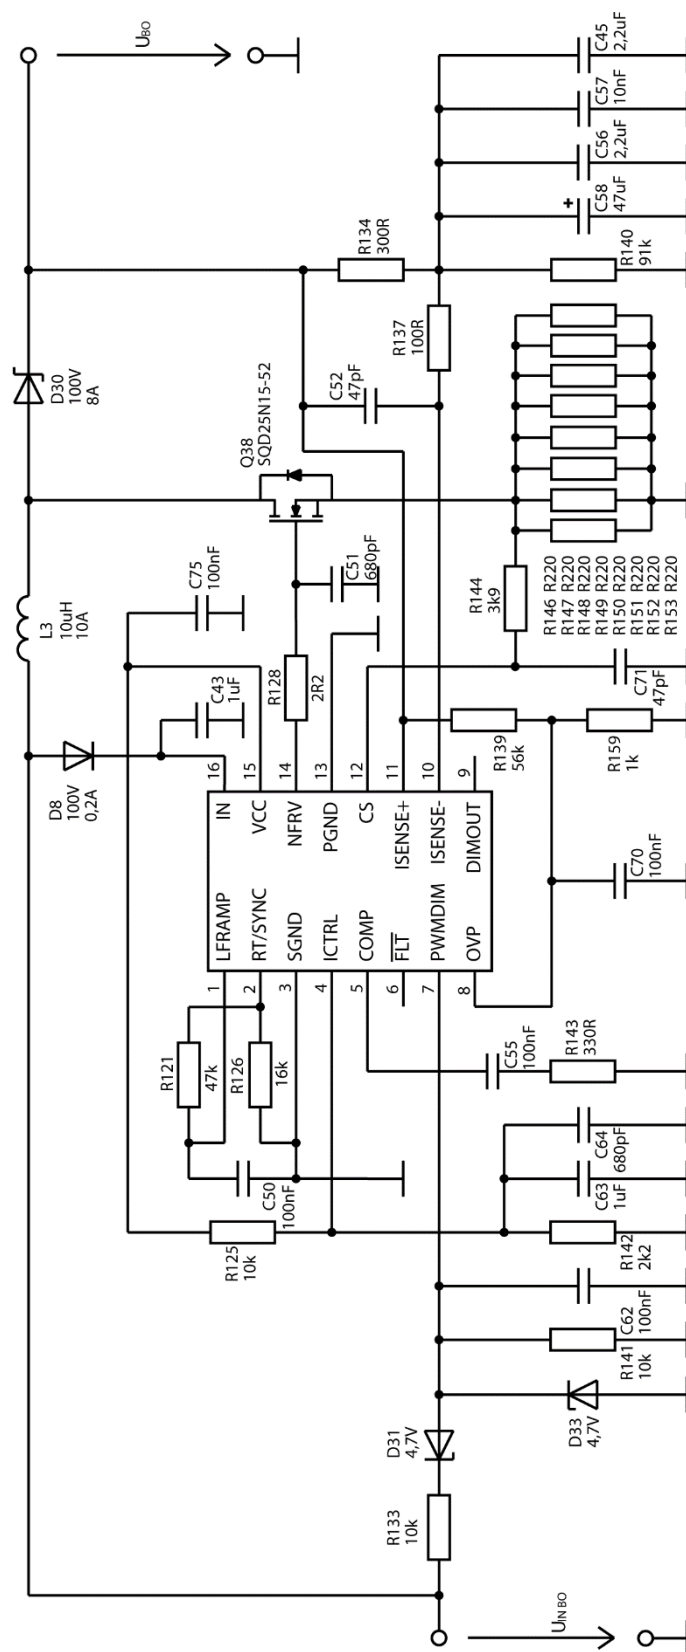 U_BO
C45
2,2uF
C57
10nF
C56
2,2uF
+
C58
47uF
R134
300R
R140
91k
R137
100R
D30
100V
8A
C52
47pF
Q38
SQD25N15-52
C75
100nF
C51
680pF
L3
10uH
10A
R144
3k9
R146 R220
R147 R220
R148 R220
R149 R220
R150 R220
R151 R220
R152 R220
R153 R220
C43
1uF
R128
2R2
C71
47pF
D8
100V
0,2A
R139
56k
R159
1k
16
15
14
13
12
11
10
9
IN
VCC
NFRV
PGND
CS
ISENSE+
ISENSE-
DIMOUT
LFRAMP
RT/SYNC
SGND
ICTRL
COMP
FLT
PWMDIM
OVP
1
2
3
4
5
6
7
8
C70
100nF
R121
47k
R126
16k
C55
100nF
R143
330R
C50
100nF
C64
680pF
C63
1uF
R125
10k
R142
2k2
C62
100nF
R141
10k
D31
4,7V
D33
4,7V
R133
10k
U_IN BO